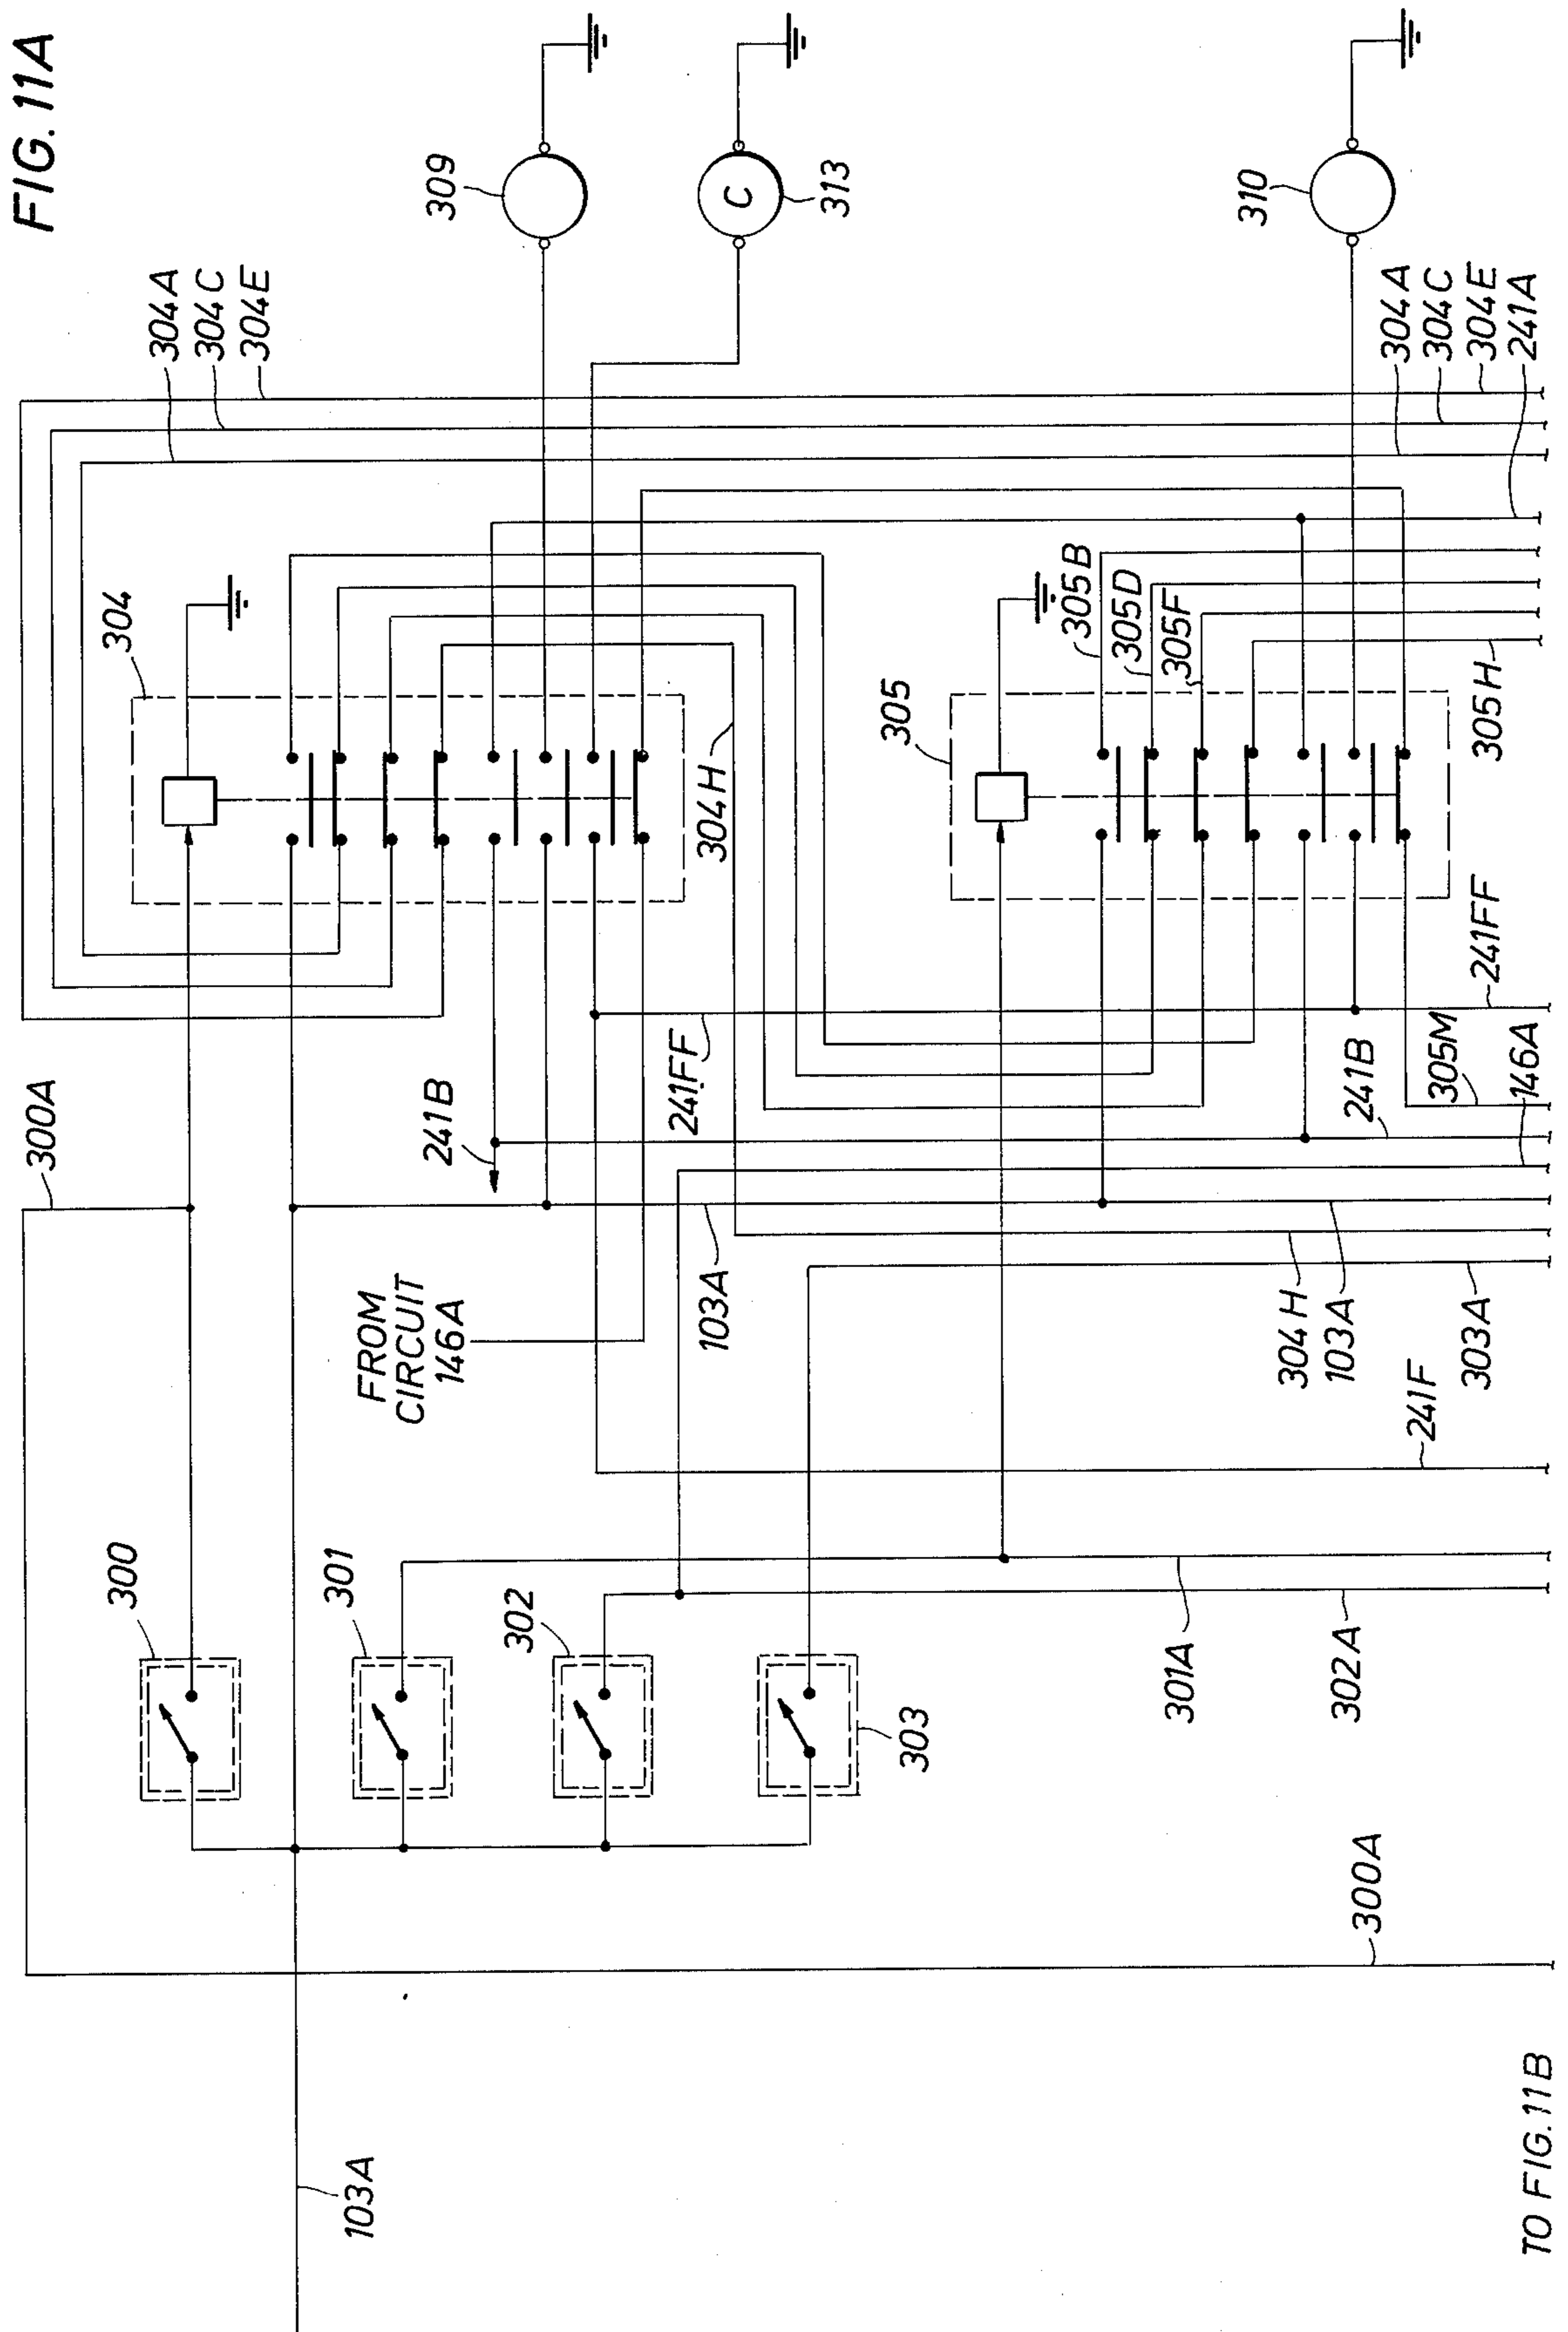 FIG. 11A
304A
304C
304E
309
C
313
310
304A
304C
304E
241A
304
305B
305D
305F
305
305H
304H
241FF
241FF
305M
146A
241B
241B
300A
FROM
CIRCUIT
146A
103A
304H
103A
303A
241F
300
301
302
303
301A
302A
300A
103A
TO FIG.11B